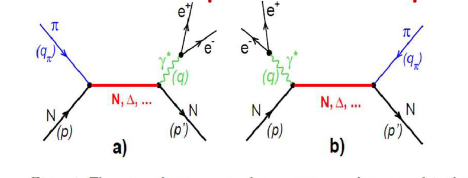 e+
e-
π
(qπ)
γ*
(q)
N, Δ, ...
N
(p)
N
(p')
a)
e+
e-
γ*
(q)
π
(qπ)
N, Δ, ...
N
(p)
N
(p')
b)